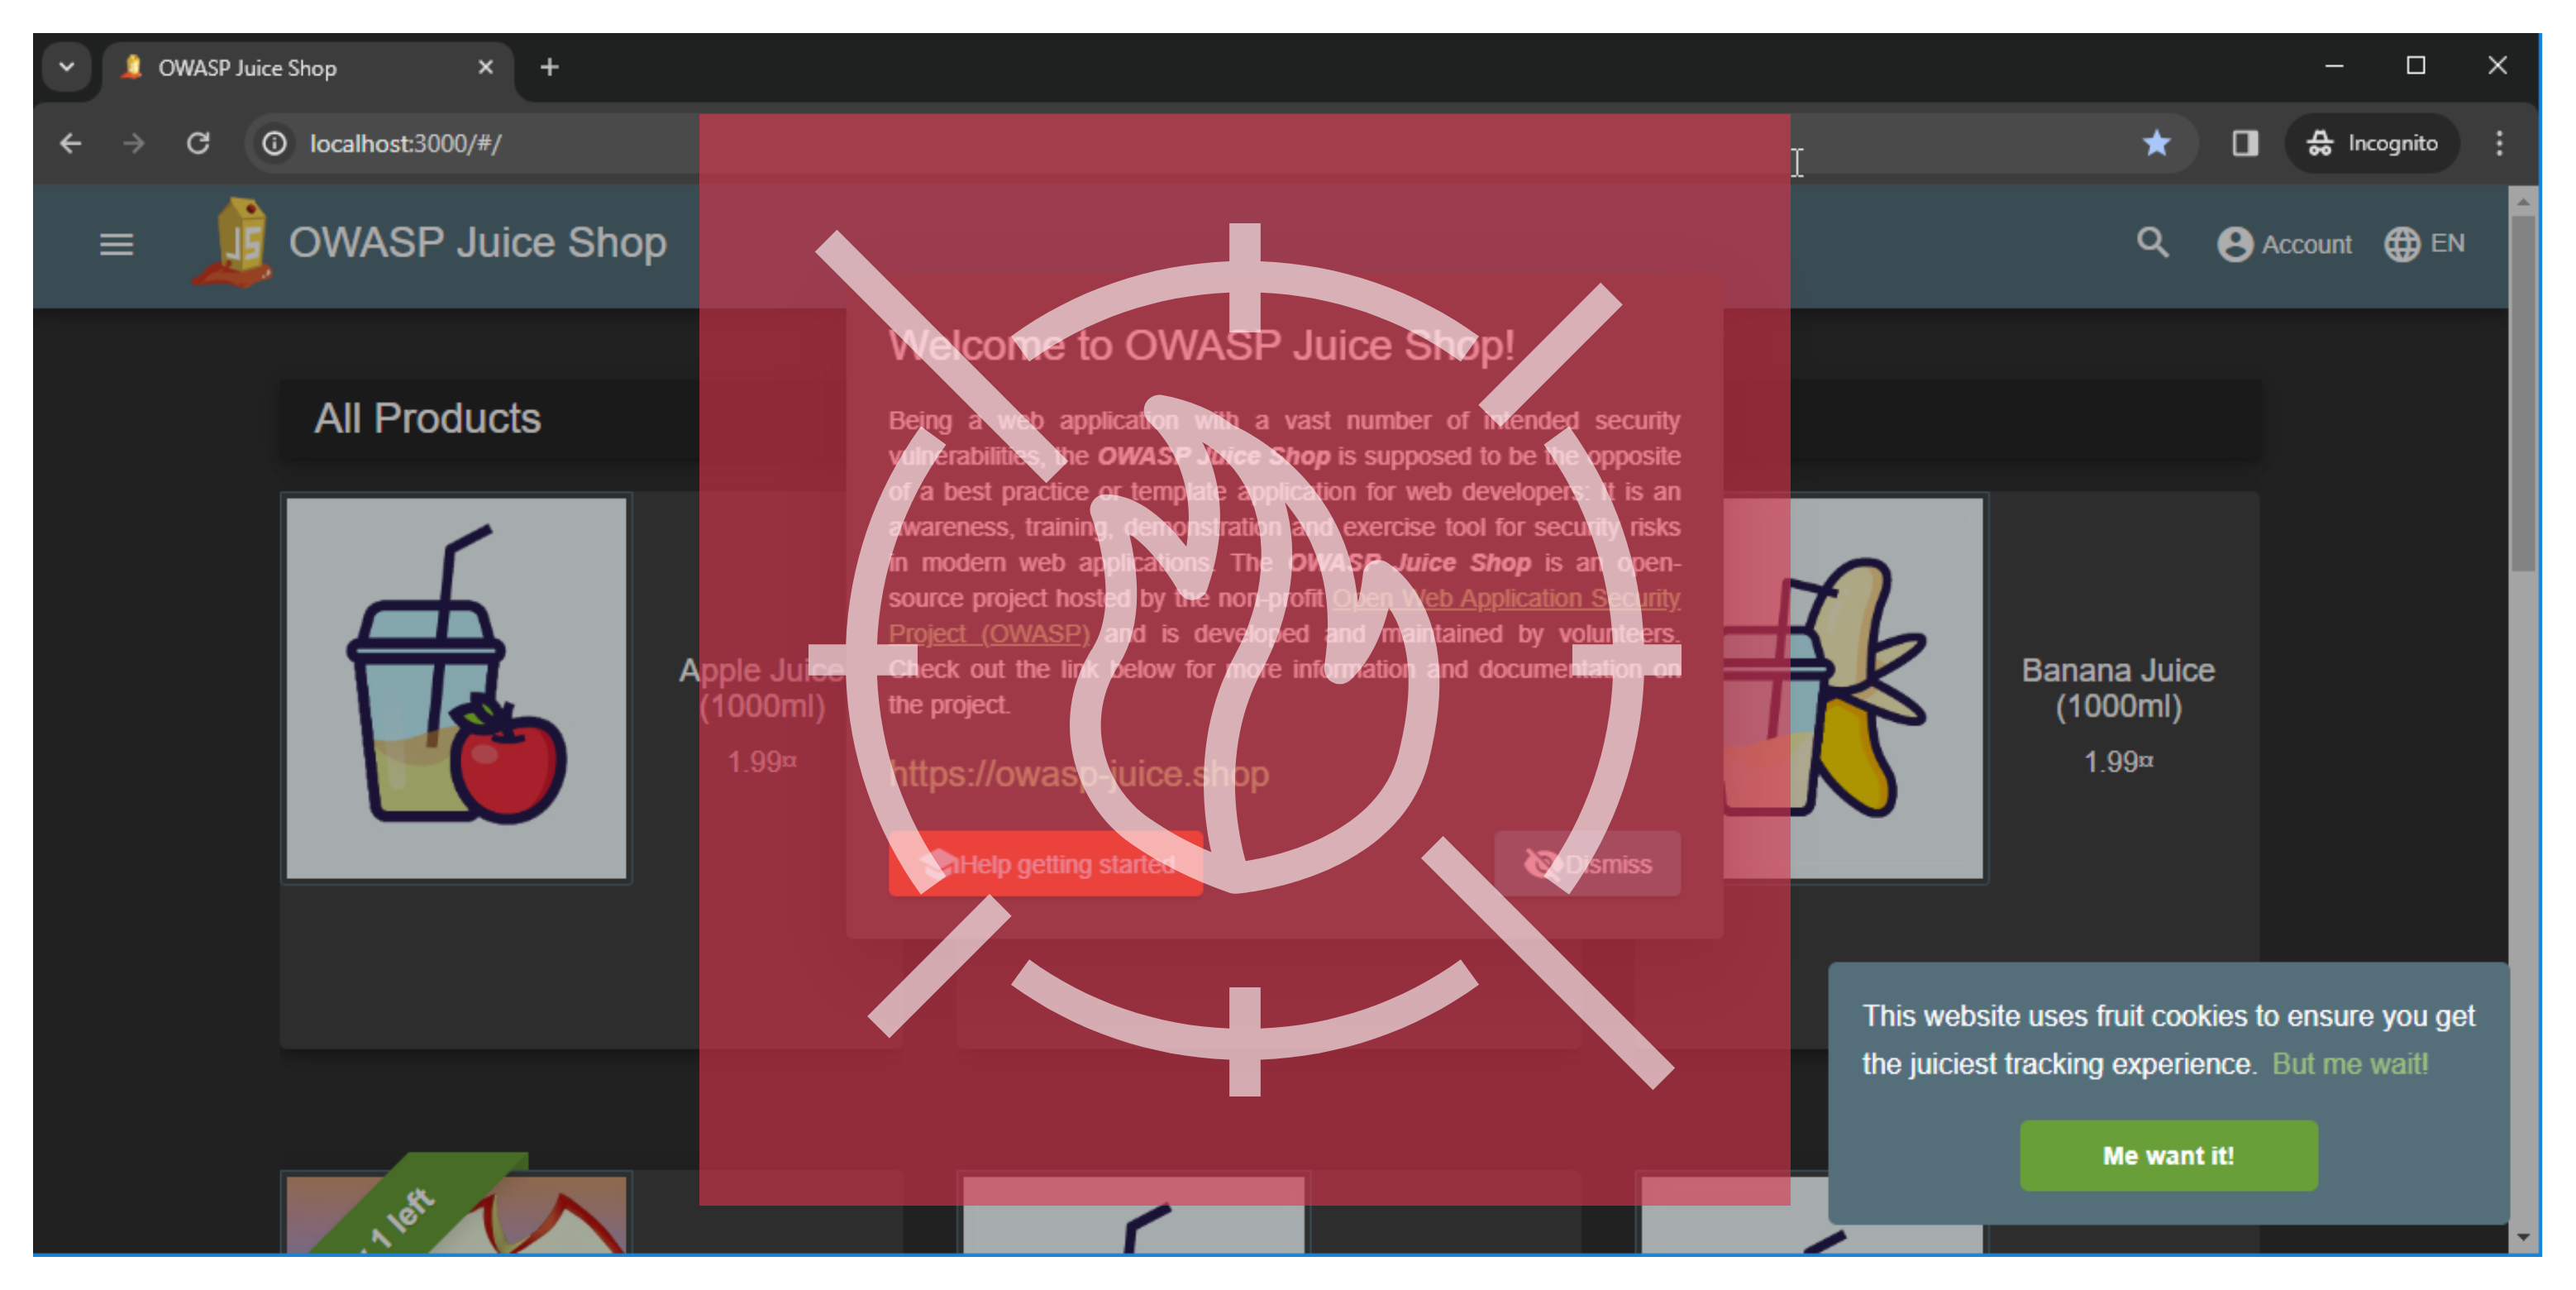 OWASP Juice Shop
localhost:3000/#/
Incognito
JS
OWASP Juice Shop
Account
EN
Welcome to OWASP Juice Shop!
All Products
Being a web application with a vast number of intended security
vulnerabilities, the OWASP Juice Shop is supposed to be the opposite
of a best practice or template application for web developers: It is an
awareness, training, demonstration and exercise tool for security risks
in modern web applications. The OWASP Juice Shop is an open-
source project hosted by the non-profit Open Web Application Security
Project (OWASP) and is developed and maintained by volunteers.
Check out the link below for more information and documentation on
the project.
https://owasp-juice.shop
Help getting started
Dismiss
Apple Juice
(1000ml)
1.99¤
Banana Juice
(1000ml)
1.99¤
This website uses fruit cookies to ensure you get
the juiciest tracking experience. But me wait!
Me want it!
1 left